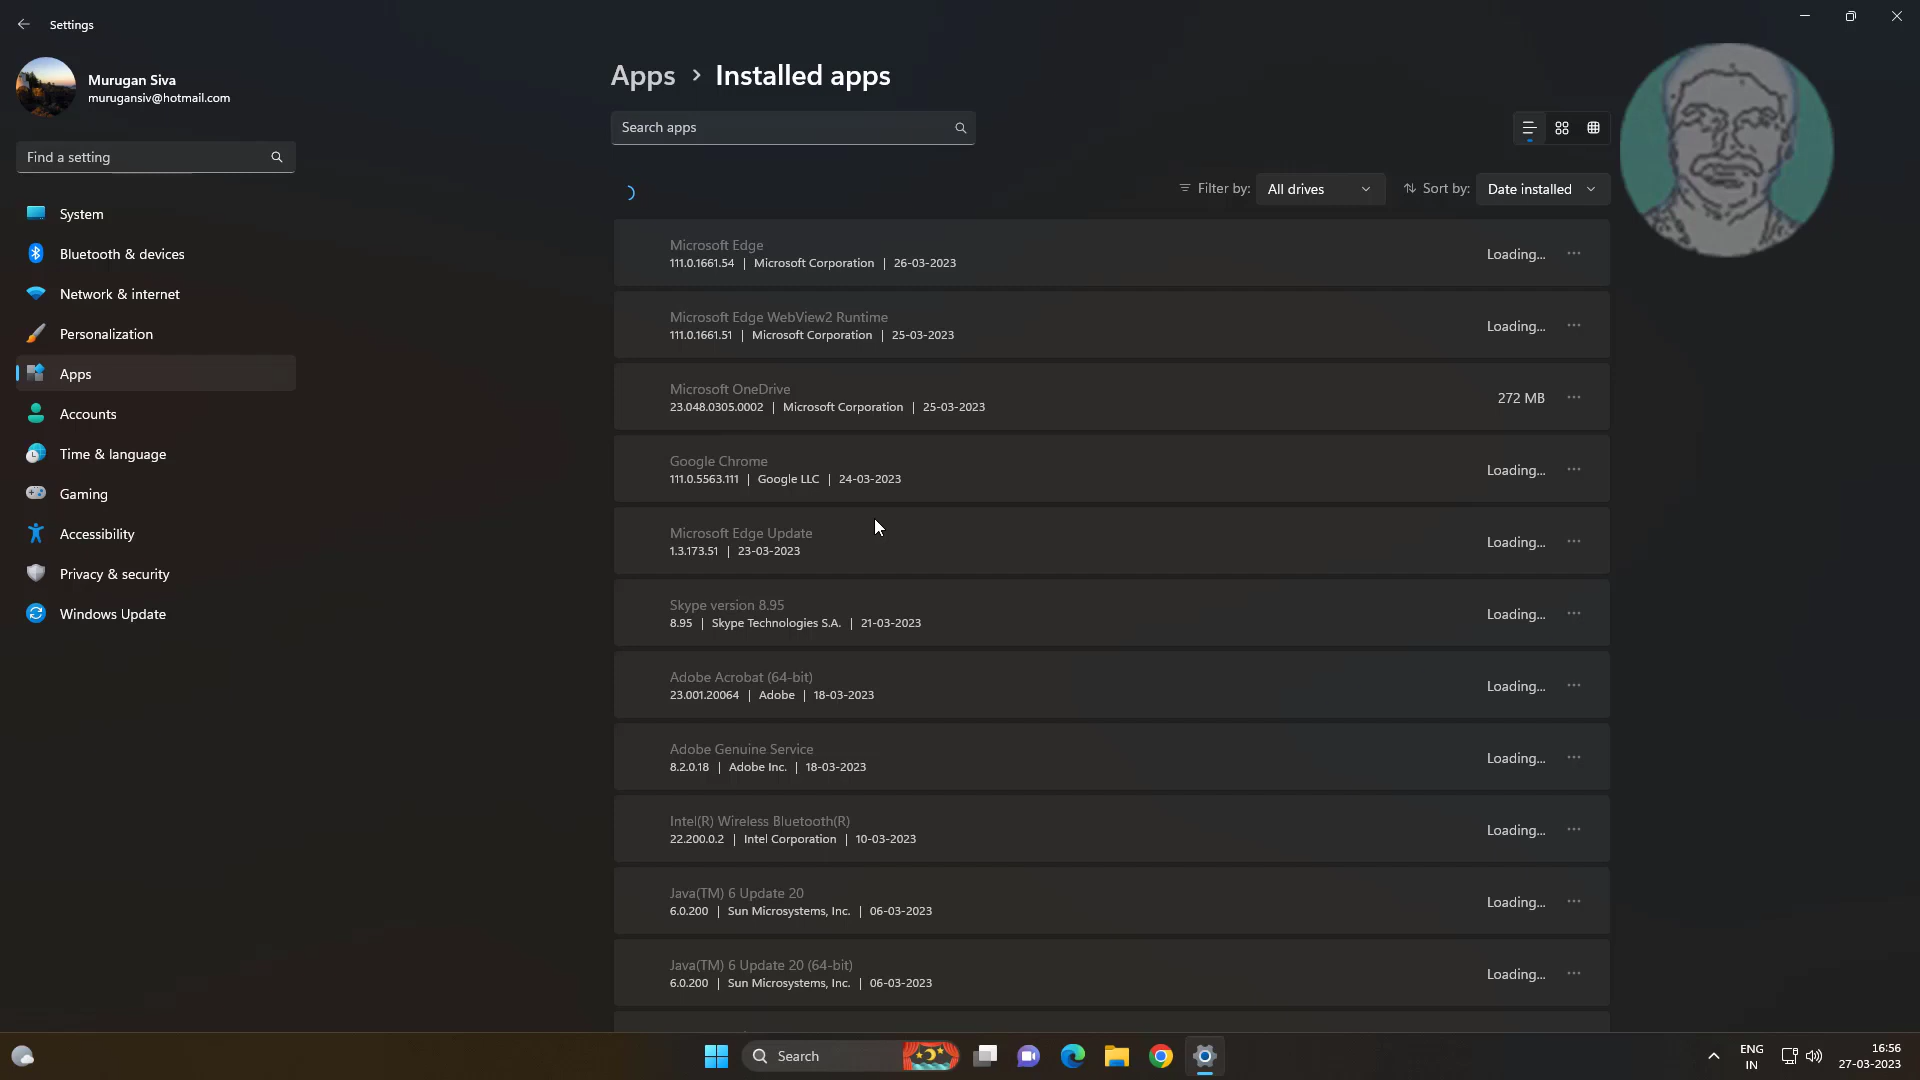 Settings
Murugan Siva
murugansiv@hotmail.com
Find a setting
System
Bluetooth & devices
Network & internet
Personalization
Apps
Accounts
Time & language
Gaming
Accessibility
Privacy & security
Windows Update
Apps > Installed apps
Search apps
Filter by: All drives Sort by: Date installed
Microsoft Edge
111.0.1661.54 | Microsoft Corporation | 26-03-2023
Loading...
Microsoft Edge WebView2 Runtime
111.0.1661.51 | Microsoft Corporation | 25-03-2023
Loading...
Microsoft OneDrive
23.048.0305.0002 | Microsoft Corporation | 25-03-2023
272 MB
Google Chrome
111.0.5563.111 | Google LLC | 24-03-2023
Loading...
Microsoft Edge Update
1.3.173.51 | 23-03-2023
Loading...
Skype version 8.95
8.95 | Skype Technologies S.A. | 21-03-2023
Loading...
Adobe Acrobat (64-bit)
23.001.20064 | Adobe | 18-03-2023
Loading...
Adobe Genuine Service
8.2.0.18 | Adobe Inc. | 18-03-2023
Loading...
Intel(R) Wireless Bluetooth(R)
22.200.0.2 | Intel Corporation | 10-03-2023
Loading...
Java(TM) 6 Update 20
6.0.200 | Sun Microsystems, Inc. | 06-03-2023
Loading...
Java(TM) 6 Update 20 (64-bit)
6.0.200 | Sun Microsystems, Inc. | 06-03-2023
Loading...
Search
ENG
IN
16:56
27-03-2023